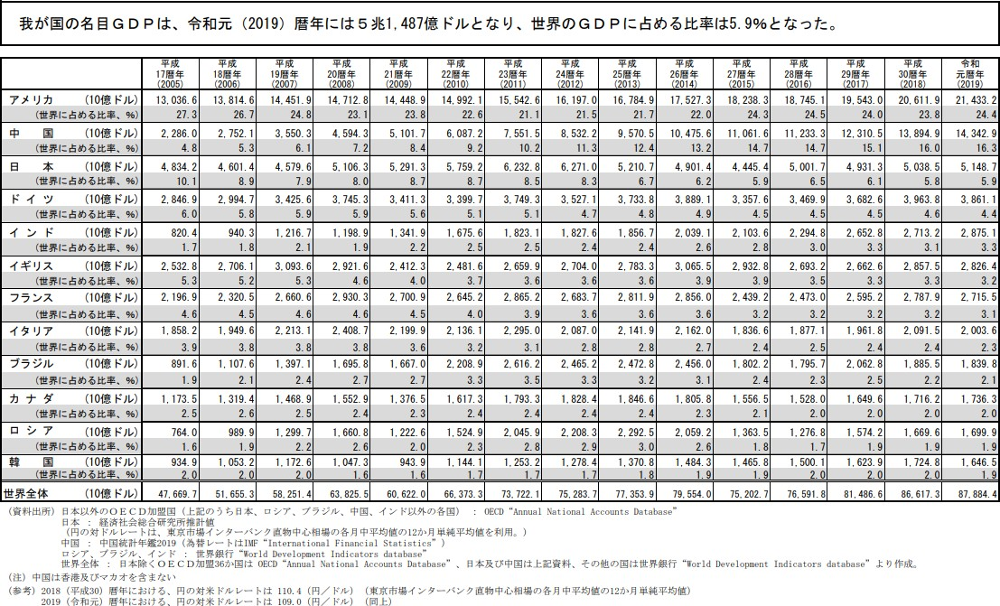 我が国の名目ＧＤＰは、令和元（2019）暦年には５兆1,487億ドルとなり、世界のＧＤＰに占める比率は5.9％となった。
平成 平成 平成 平成 平成 平成 平成 平成 平成 平成 平成 平成 平成 平成 令和
17暦年 18暦年 19暦年 20暦年 21暦年 22暦年 23暦年 24暦年 25暦年 26暦年 27暦年 28暦年 29暦年 30暦年 元暦年
(2005) (2006) (2007) (2008) (2009) (2010) (2011) (2012) (2013) (2014) (2015) (2016) (2017) (2018) (2019)
アメリカ (10億ドル) 13,036.6 13,814.6 14,451.9 14,712.8 14,448.9 14,992.1 15,542.6 16,197.0 16,784.9 17,527.3 18,238.3 18,745.1 19,543.0 20,611.9 21,433.2
(世界に占める比率、％) 27.3 26.7 24.8 23.1 23.8 22.6 21.1 21.5 21.7 22.0 24.3 24.5 24.0 23.8 24.4
中国 (10億ドル) 2,286.0 2,752.1 3,550.3 4,594.3 5,101.7 6,087.2 7,551.5 8,532.2 9,570.5 10,475.6 11,061.6 11,233.3 12,310.5 13,894.9 14,342.9
(世界に占める比率、％) 4.8 5.3 6.1 7.2 8.4 9.2 10.2 11.3 12.4 13.2 14.7 14.7 15.1 16.0 16.3
日本 (10億ドル) 4,834.2 4,601.4 4,579.6 5,106.3 5,291.3 5,759.2 6,232.8 6,271.0 5,210.7 4,901.4 4,445.4 5,001.7 4,931.3 5,038.5 5,148.7
(世界に占める比率、％) 10.1 8.9 7.9 8.0 8.7 8.7 8.5 8.3 6.7 6.2 5.9 6.5 6.1 5.8 5.9
ドイツ (10億ドル) 2,846.9 2,994.7 3,425.6 3,745.3 3,411.3 3,399.7 3,749.3 3,527.1 3,733.8 3,889.1 3,357.6 3,469.9 3,682.6 3,963.8 3,861.1
(世界に占める比率、％) 6.0 5.8 5.9 5.9 5.6 5.1 5.1 4.7 4.8 4.9 4.5 4.5 4.5 4.6 4.4
インド (10億ドル) 820.4 940.3 1,216.7 1,198.9 1,341.9 1,675.6 1,823.1 1,827.6 1,856.7 2,039.1 2,103.6 2,294.8 2,652.8 2,713.2 2,875.1
(世界に占める比率、％) 1.7 1.8 2.1 1.9 2.2 2.5 2.5 2.4 2.4 2.6 2.8 3.0 3.3 3.1 3.3
イギリス (10億ドル) 2,532.8 2,706.1 3,093.6 2,921.6 2,412.3 2,481.6 2,659.9 2,704.0 2,783.3 3,065.5 2,932.8 2,693.2 2,662.6 2,857.5 2,826.4
(世界に占める比率、％) 5.3 5.2 5.3 4.6 4.0 3.7 3.6 3.6 3.6 3.9 3.9 3.5 3.3 3.3 3.2
フランス (10億ドル) 2,196.9 2,320.5 2,660.6 2,930.3 2,700.9 2,645.2 2,865.2 2,683.7 2,811.9 2,856.0 2,439.2 2,473.0 2,595.2 2,787.9 2,715.5
(世界に占める比率、％) 4.6 4.5 4.6 4.6 4.5 4.0 3.9 3.6 3.6 3.6 3.2 3.2 3.2 3.2 3.1
イタリア (10億ドル) 1,858.2 1,949.6 2,213.1 2,408.7 2,199.9 2,136.1 2,295.0 2,087.0 2,141.9 2,162.0 1,836.6 1,877.1 1,961.8 2,091.5 2,003.6
(世界に占める比率、％) 3.9 3.8 3.8 3.8 3.6 3.2 3.1 2.8 2.8 2.7 2.4 2.5 2.4 2.4 2.3
ブラジル (10億ドル) 891.6 1,107.6 1,397.1 1,695.8 1,667.0 2,208.9 2,616.2 2,465.2 2,472.8 2,456.0 1,802.2 1,795.7 2,062.8 1,885.5 1,839.8
(世界に占める比率、％) 1.9 2.1 2.4 2.7 2.7 3.3 3.5 3.3 3.2 3.1 2.4 2.3 2.5 2.2 2.1
カナダ (10億ドル) 1,173.5 1,319.4 1,468.9 1,552.9 1,376.5 1,617.3 1,793.3 1,828.4 1,846.6 1,805.8 1,556.5 1,528.0 1,649.6 1,716.2 1,736.3
(世界に占める比率、％) 2.5 2.6 2.5 2.4 2.3 2.4 2.4 2.4 2.4 2.3 2.1 2.0 2.0 2.0 2.0
ロシア (10億ドル) 764.0 989.9 1,299.7 1,660.8 1,222.6 1,524.9 2,045.9 2,208.3 2,292.5 2,059.2 1,363.5 1,276.8 1,574.2 1,669.6 1,699.9
(世界に占める比率、％) 1.6 1.9 2.2 2.6 2.0 2.3 2.8 2.9 3.0 2.6 1.8 1.7 1.9 1.9 1.9
韓国 (10億ドル) 934.9 1,053.2 1,172.6 1,047.3 943.9 1,144.1 1,253.2 1,278.4 1,370.8 1,484.3 1,465.8 1,500.1 1,623.9 1,724.8 1,646.5
(世界に占める比率、％) 2.0 2.0 2.0 1.6 1.6 1.7 1.7 1.7 1.8 1.9 1.9 2.0 2.0 2.0 1.9
世界全体 (10億ドル) 47,669.7 51,655.3 58,251.4 63,825.5 60,622.0 66,373.3 73,722.1 75,283.7 77,353.9 79,554.0 75,202.7 76,591.8 81,486.6 86,617.3 87,884.4
（資料出所）日本以外のＯＥＣＤ加盟国（上記のうち日本、ロシア、ブラジル、中国、インド以外の各国） ： OECD“Annual National Accounts Database”
日本 ： 経済社会総合研究所推計値
（円の対ドルレートは、東京市場インターバンク直物中心相場の各月中平均値の12か月単純平均値を利用。）
中国 ： 中国統計年鑑2019（為替レートはIMF“International Financial Statistics”）
ロシア、ブラジル、インド ： 世界銀行“World Development Indicators database”
世界全体 ： 日本除くＯＥＣＤ加盟36か国は OECD“Annual National Accounts Database”、日本及び中国は上記資料、その他の国は世界銀行“World Development Indicators database”より作成。
（注）中国は香港及びマカオを含まない
（参考）2018（平成30）暦年における、円の対米ドルレートは 110.4（円／ドル）（東京市場インターバンク直物中心相場の各月中平均値の12か月単純平均値）
2019（令和元）暦年における、円の対米ドルレートは 109.0（円／ドル）（同上）